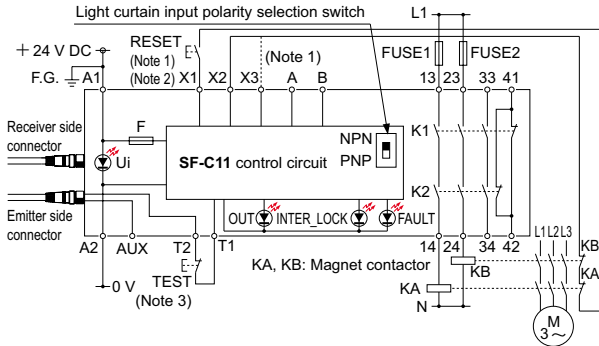 Light curtain input polarity selection switch
L1
+ 24 V DC
RESET
(Note 1)
(Note 2)
(Note 1)
FUSE1
FUSE2
F.G.
A1
X1
X2
X3
A
B
13
23
33
41
Receiver side
connector
F
Ui
SF-C11 control circuit
NPN
PNP
K1
K2
Emitter side
connector
OUT
INTER_LOCK
FAULT
A2
AUX
T2
T1
14
24
34
42
L1L2L3
KA, KB: Magnet contactor
KB
KB
KA
0 V
TEST
(Note 3)
KA
N
M
3~